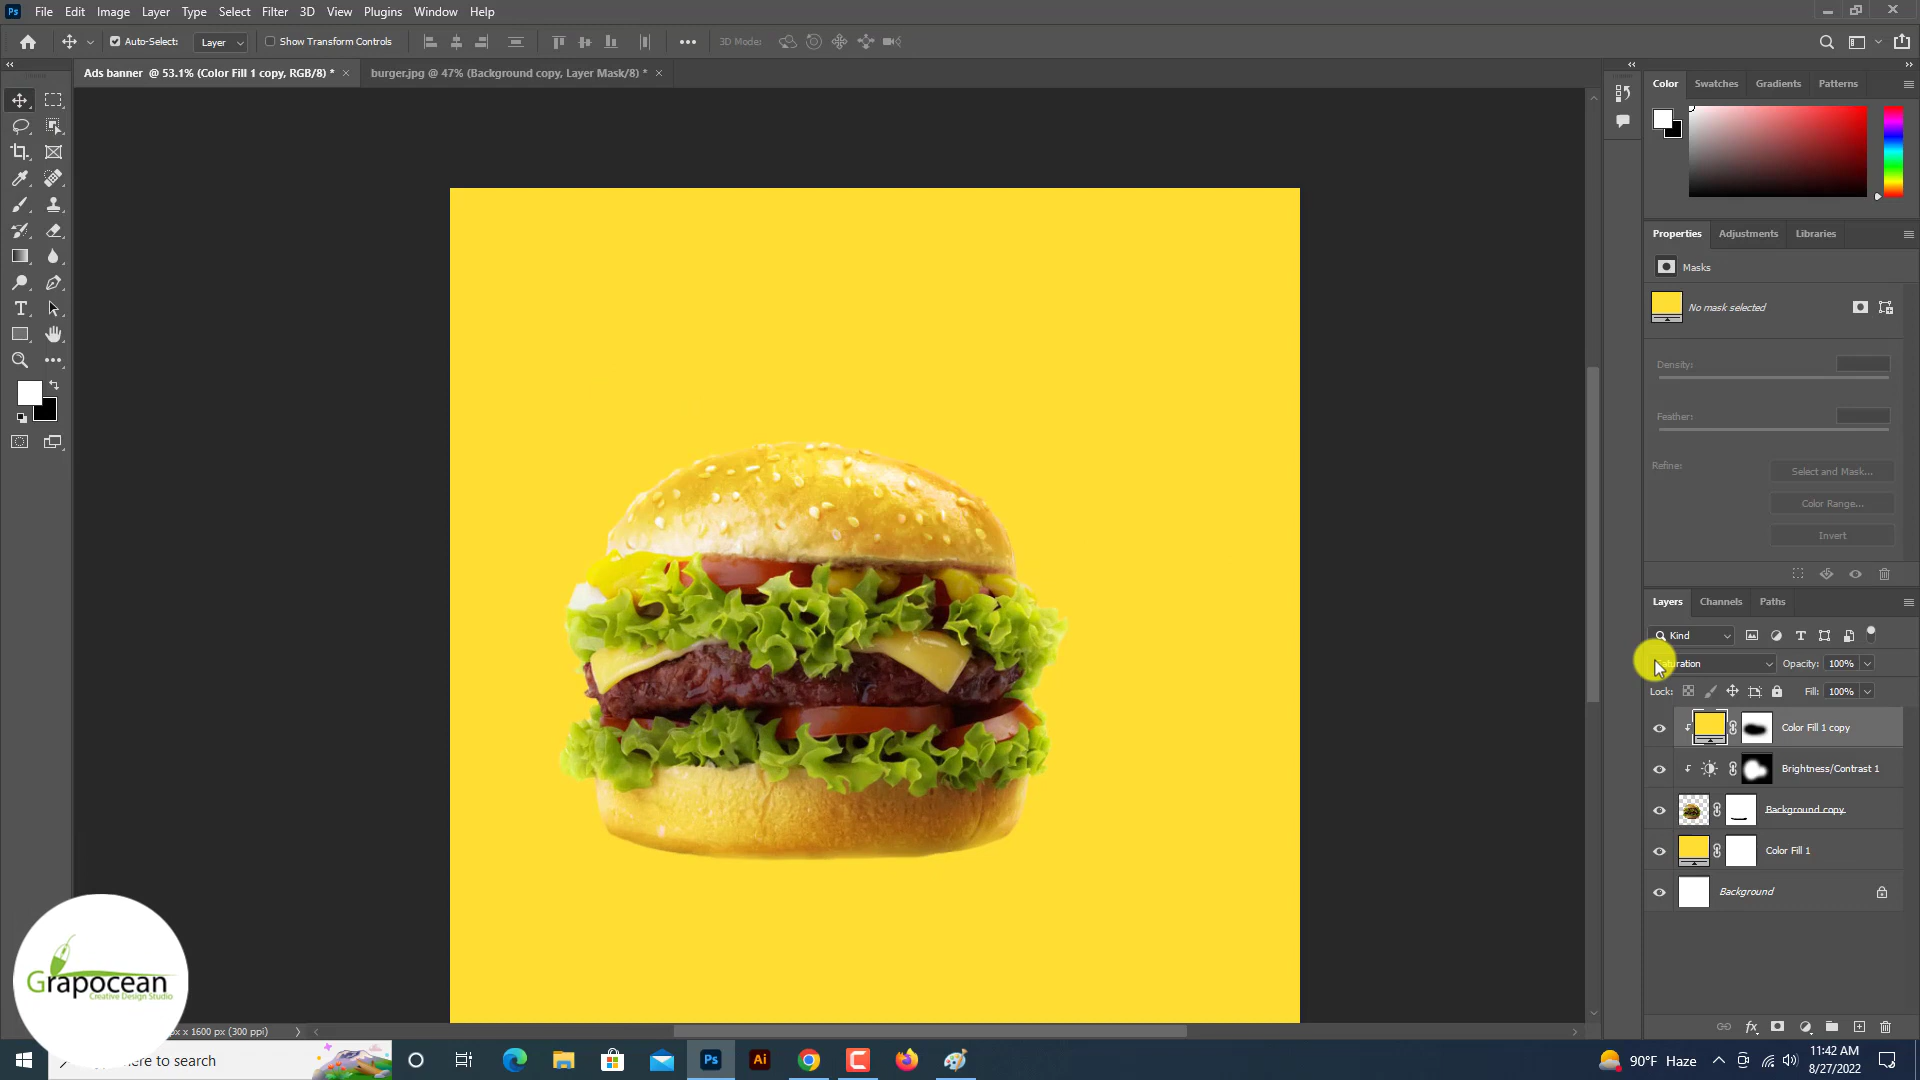 Ps File Edit Image Layer Type Select Filter 3D View Plugins Window Help
Auto-Select: Layer Show Transform Controls 3D Mode:
Ads banner @ 53.1% (Color Fill 1 copy, RGB/8) * burger.jpg @ 47% (Background copy, Layer Mask/8) *
Color Swatches Gradients Patterns
Properties Adjustments Libraries
Masks
No mask selected
Density:
Feather:
Refine: Select and Mask...
Color Range...
Invert
Layers Channels Paths
Kind
Opacity: 100%
Lock: Fill: 100%
Color Fill 1 copy
Brightness/Contrast 1
Background copy
Color Fill 1
Background
Grapocean
Creative Design Studio
px x 1600 px (300 ppi)
here to search
Ps Ai
90°F Haze
11:42 AM
8/27/2022